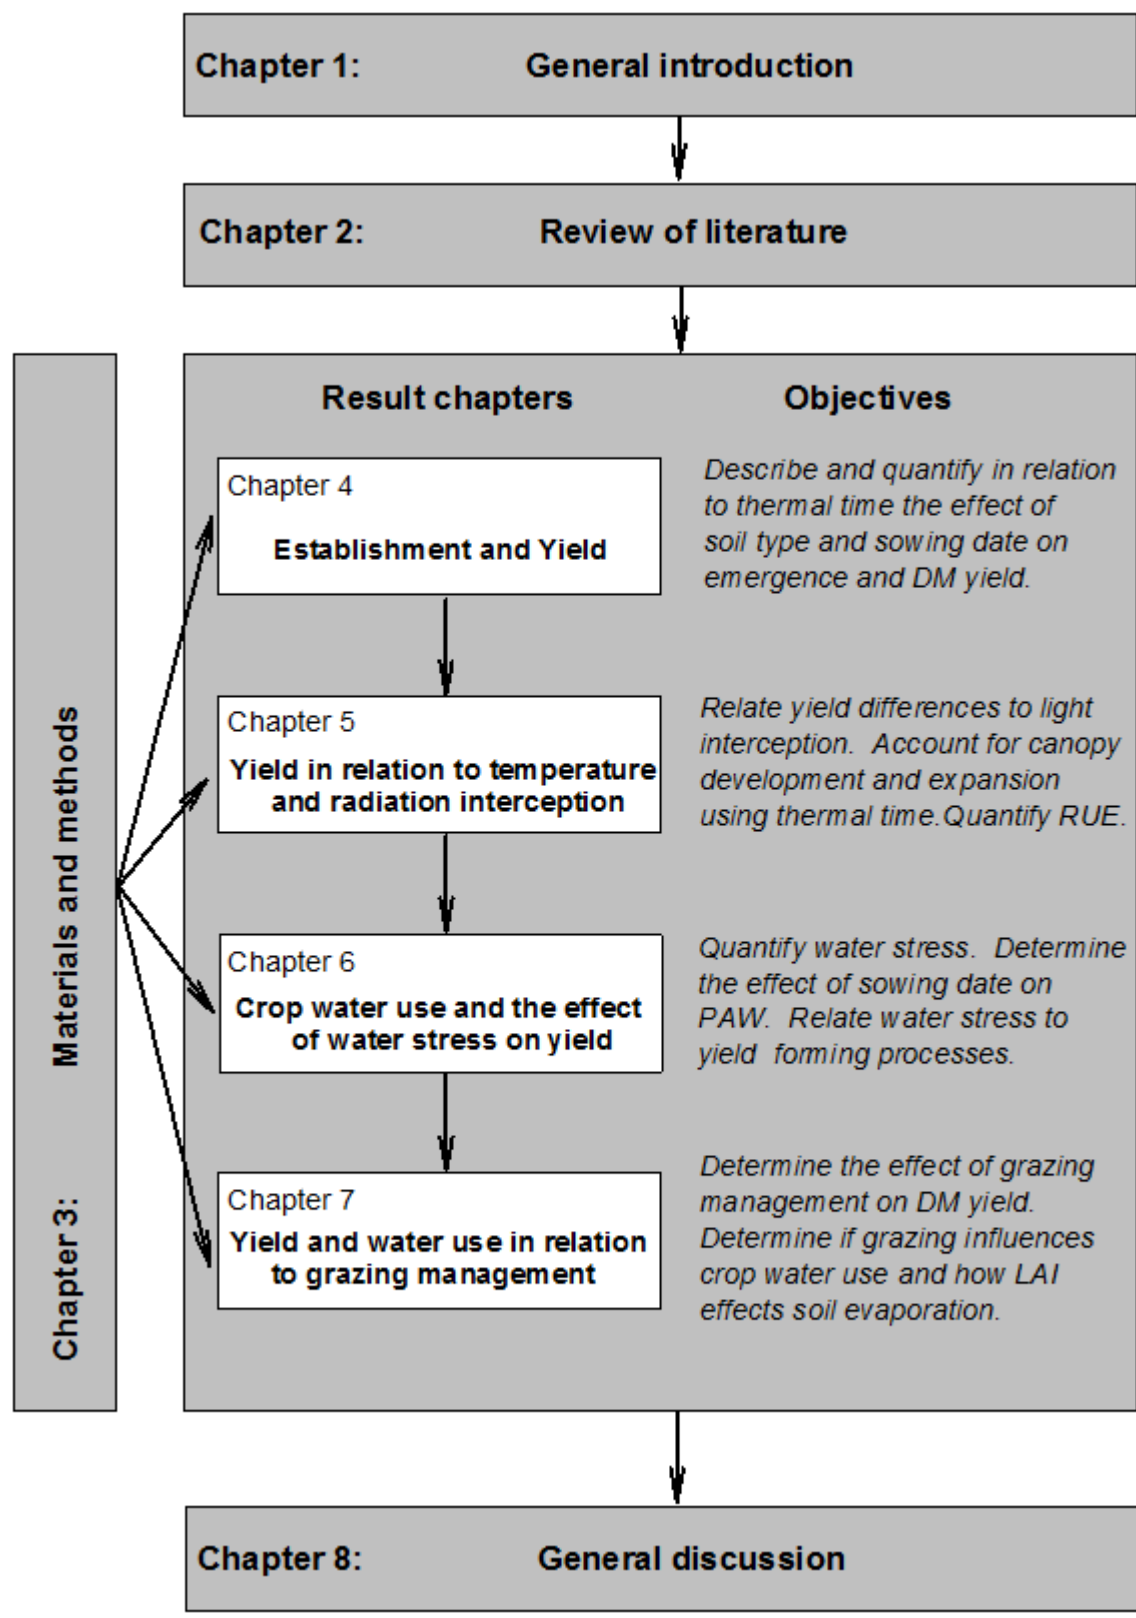 Chapter 1: General introduction
Chapter 2: Review of literature
Chapter 3: Materials and methods
Result chapters
Objectives
Chapter 4
Establishment and Yield
Describe and quantify in relation
to thermal time the effect of
soil type and sowing date on
emergence and DM yield.
Chapter 5
Yield in relation to temperature
and radiation interception
Relate yield differences to light
interception.  Account for canopy
development and expansion
using thermal time.Quantify RUE.
Chapter 6
Crop water use and the effect
of water stress on yield
Quantify water stress.  Determine
the effect of sowing date on
PAW.  Relate water stress to
yield  forming processes.
Chapter 7
Yield and water use in relation
to grazing management
Determine the effect of grazing
management on DM yield.
Determine if grazing influences
crop water use and how LAI
effects soil evaporation.
Chapter 8: General discussion